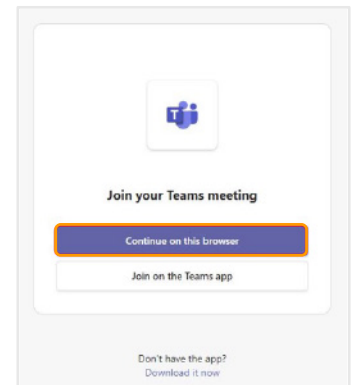 T
Join your Teams meeting
Continue on this browser
Join on the Teams app
Don't have the app?
Download it now